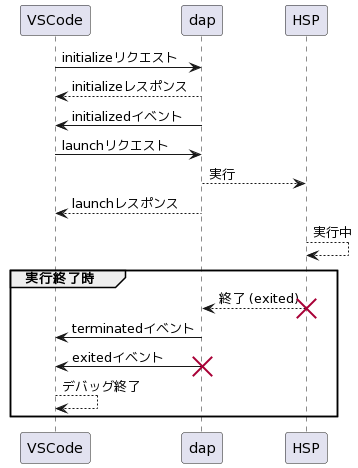 VSCode dap HSP
initializeリクエスト
initializeレスポンス
initializedイベント
launchリクエスト
実行
launchレスポンス
実行中
実行終了時
終了 (exited)
terminatedイベント
exitedイベント
デバッグ終了
VSCode dap HSP